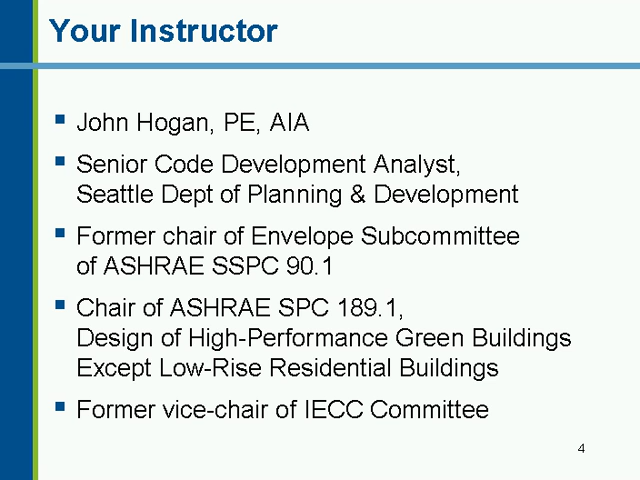 Your Instructor
▪ John Hogan, PE, AIA
▪ Senior Code Development Analyst,
Seattle Dept of Planning & Development
▪ Former chair of Envelope Subcommittee
of ASHRAE SSPC 90.1
▪ Chair of ASHRAE SPC 189.1,
Design of High-Performance Green Buildings
Except Low-Rise Residential Buildings
▪ Former vice-chair of IECC Committee
4